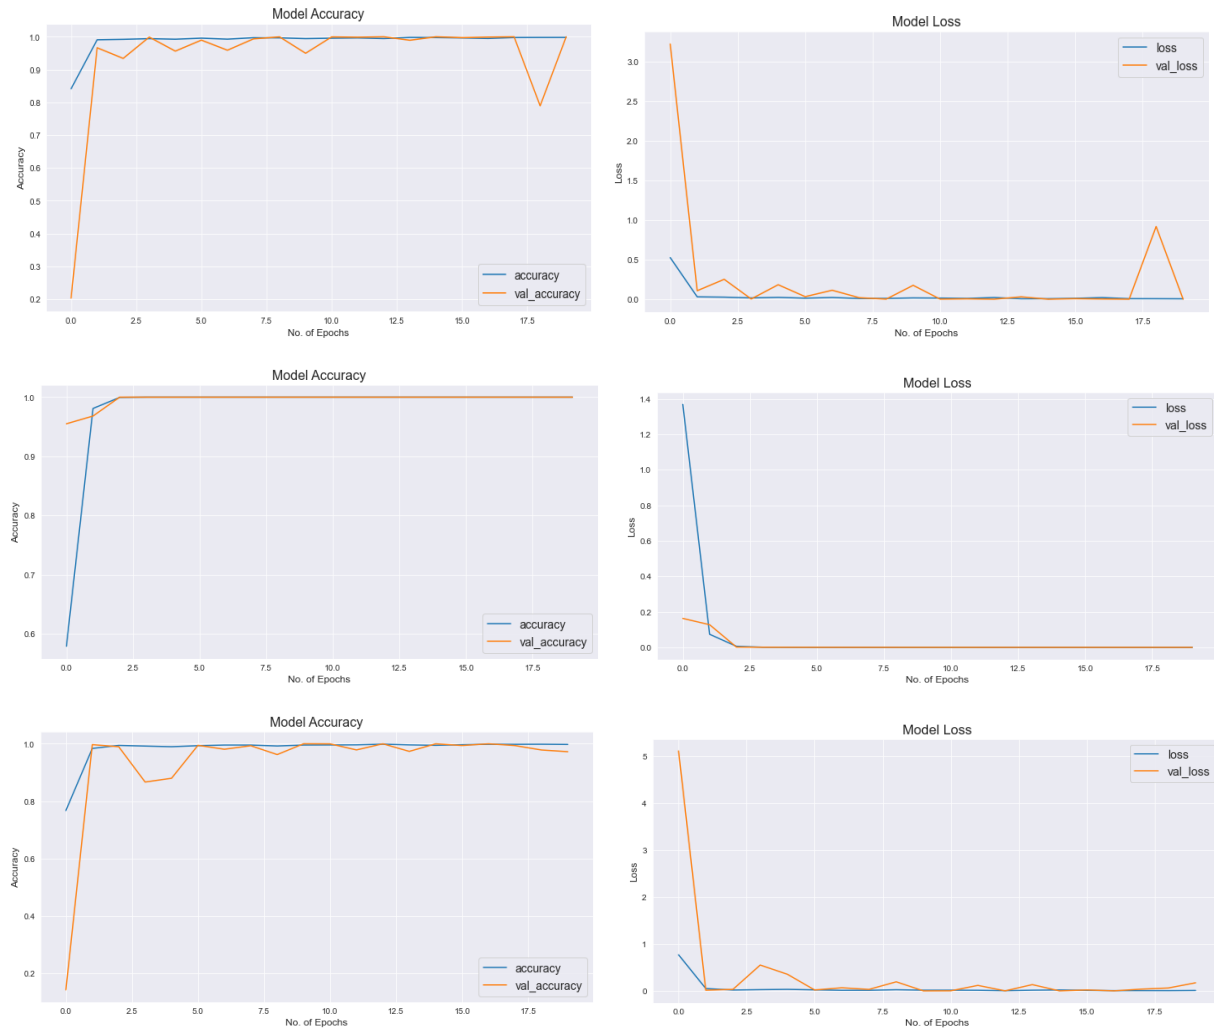 Model Accuracy
1.0
0.9
0.8
0.7
0.6
0.5
0.4
0.3
0.2
Accuracy
accuracy
val_accuracy
0.0 2.5 5.0 7.5 10.0 12.5 15.0 17.5
No. of Epochs
Model Loss
3.0
2.5
2.0
1.5
1.0
0.5
0.0
Loss
loss
val_loss
0.0 2.5 5.0 7.5 10.0 12.5 15.0 17.5
No. of Epochs
Model Accuracy
1.0
0.9
0.8
0.7
0.6
Accuracy
accuracy
val_accuracy
0.0 2.5 5.0 7.5 10.0 12.5 15.0 17.5
No. of Epochs
Model Loss
1.4
1.2
1.0
0.8
0.6
0.4
0.2
0.0
Loss
loss
val_loss
0.0 2.5 5.0 7.5 10.0 12.5 15.0 17.5
No. of Epochs
Model Accuracy
1.0
0.8
0.6
0.4
0.2
Accuracy
accuracy
val_accuracy
0.0 2.5 5.0 7.5 10.0 12.5 15.0 17.5
No. of Epochs
Model Loss
5
4
3
2
1
0
Loss
loss
val_loss
0.0 2.5 5.0 7.5 10.0 12.5 15.0 17.5
No. of Epochs